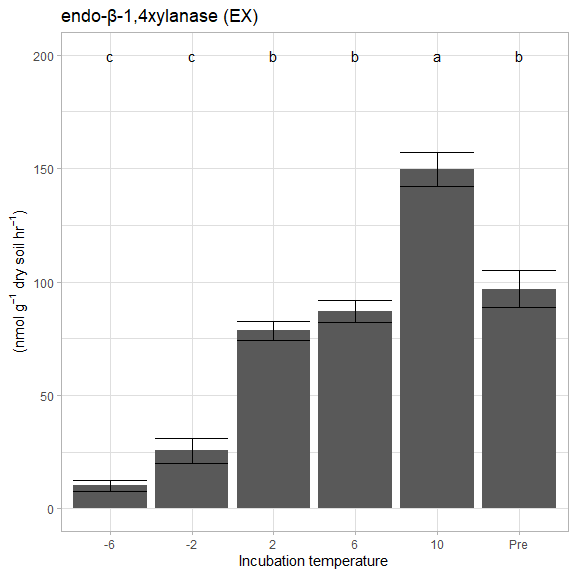 endo-β-1,4xylanase (EX)
200
c
c
b
b
a
b
150
100
50
0
(nmol g⁻¹ dry soil hr⁻¹)
-6
-2
2
6
10
Pre
Incubation temperature